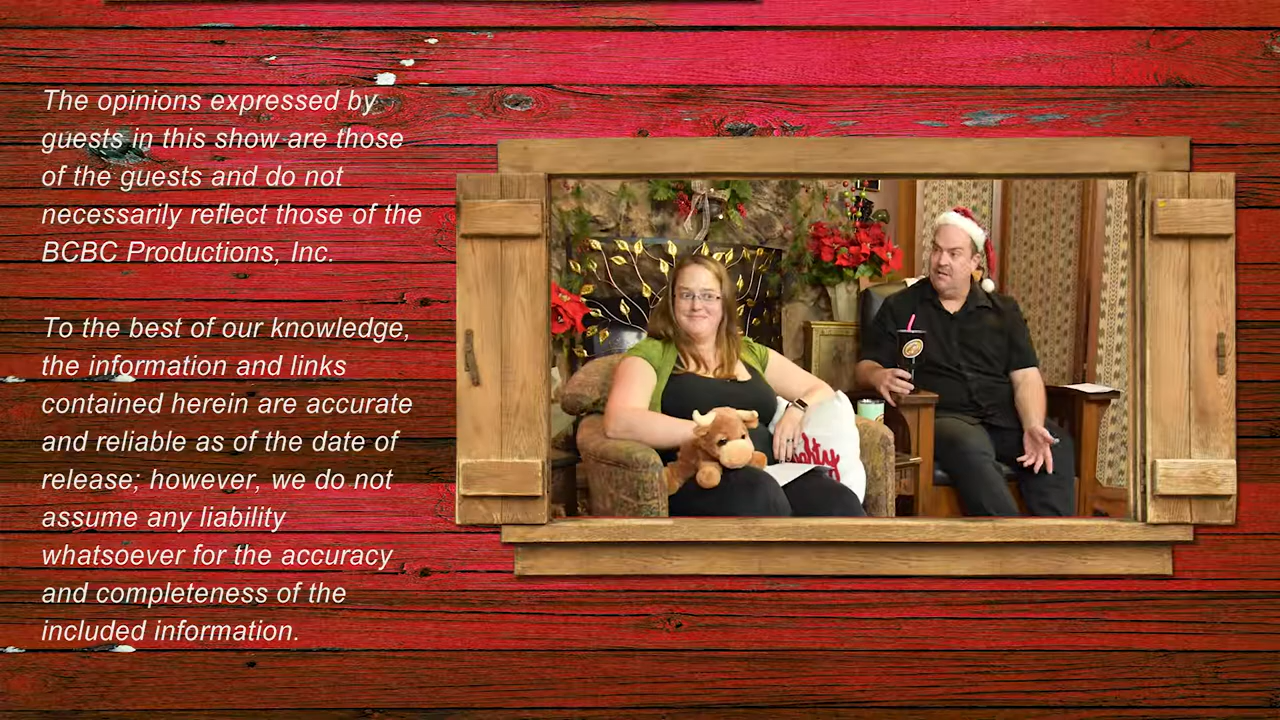 The opinions expressed by
guests in this show are those
of the guests and do not
necessarily reflect those of the
BCBC Productions, Inc.
To the best of our knowledge,
the information and links
contained herein are accurate
and reliable as of the date of
release; however, we do not
assume any liability
whatsoever for the accuracy
and completeness of the
included information.